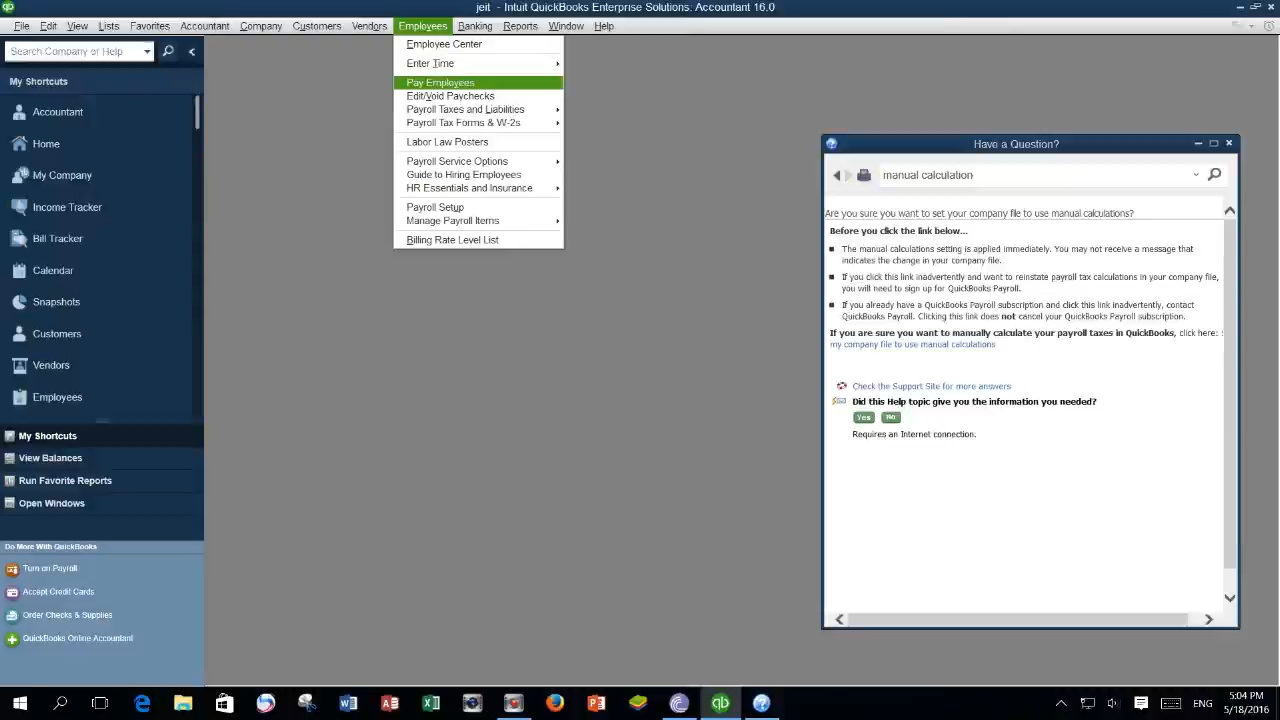 jeit - Intuit QuickBooks Enterprise Solutions: Accountant 16.0
File Edit View Lists Favorites Accountant Company Customers Vendors Employees Banking Reports Window Help
Search Company or Help
My Shortcuts
Accountant
Home
My Company
Income Tracker
Bill Tracker
Calendar
Snapshots
Customers
Vendors
Employees
My Shortcuts
View Balances
Run Favorite Reports
Open Windows
Do More With QuickBooks
Turn on Payroll
Accept Credit Cards
Order Checks & Supplies
QuickBooks Online Accountant
Employee Center
Enter Time
Pay Employees
Edit/Void Paychecks
Payroll Taxes and Liabilities
Payroll Tax Forms & W-2s
Labor Law Posters
Payroll Service Options
Guide to Hiring Employees
HR Essentials and Insurance
Payroll Setup
Manage Payroll Items
Billing Rate Level List
Have a Question?
manual calculation
Are you sure you want to set your company file to use manual calculations?
Before you click the link below...
The manual calculations setting is applied immediately. You may not receive a message that
indicates the change in your company file.
If you click this link inadvertently and want to reinstate payroll tax calculations in your company file,
you will need to sign up for QuickBooks Payroll.
If you already have a QuickBooks Payroll subscription and click this link inadvertently, contact
QuickBooks Payroll. Clicking this link does not cancel your QuickBooks Payroll subscription.
If you are sure you want to manually calculate your payroll taxes in QuickBooks, click here:
my company file to use manual calculations
Check the Support Site for more answers
Did this Help topic give you the information you needed?
Yes No
Requires an Internet connection.
5:04 PM
5/18/2016